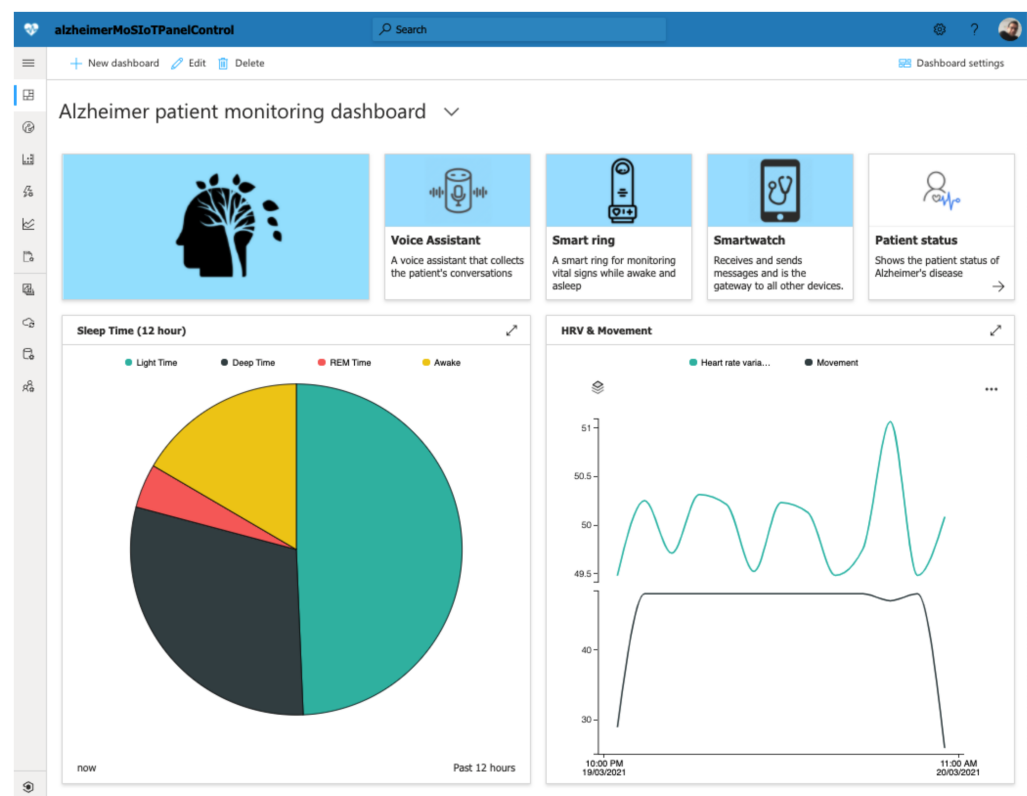 alzheimerMoSIoTPanelControl
Search
?
New dashboard
Edit
Delete
Dashboard settings
Alzheimer patient monitoring dashboard
Voice Assistant
A voice assistant that collects
the patient's conversations
Smart ring
A smart ring for monitoring
vital signs while awake and
asleep
Smartwatch
Receives and sends
messages and is the
gateway to all other devices.
Patient status
Shows the patient status of
Alzheimer's disease
Sleep Time (12 hour)
Light Time
Deep Time
REM Time
Awake
now
Past 12 hours
HRV & Movement
Heart rate varia...
Movement
51
50.5
50
49.5
40
30
10:00 PM
19/03/2021
11:00 AM
20/03/2021